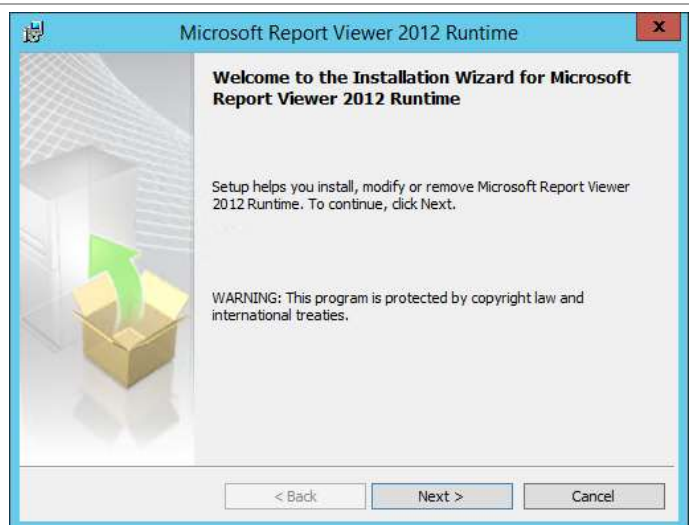 Microsoft Report Viewer 2012 Runtime
x
Welcome to the Installation Wizard for Microsoft
Report Viewer 2012 Runtime
Setup helps you install, modify or remove Microsoft Report Viewer
2012 Runtime. To continue, click Next.
WARNING: This program is protected by copyright law and
international treaties.
< Back Next > Cancel